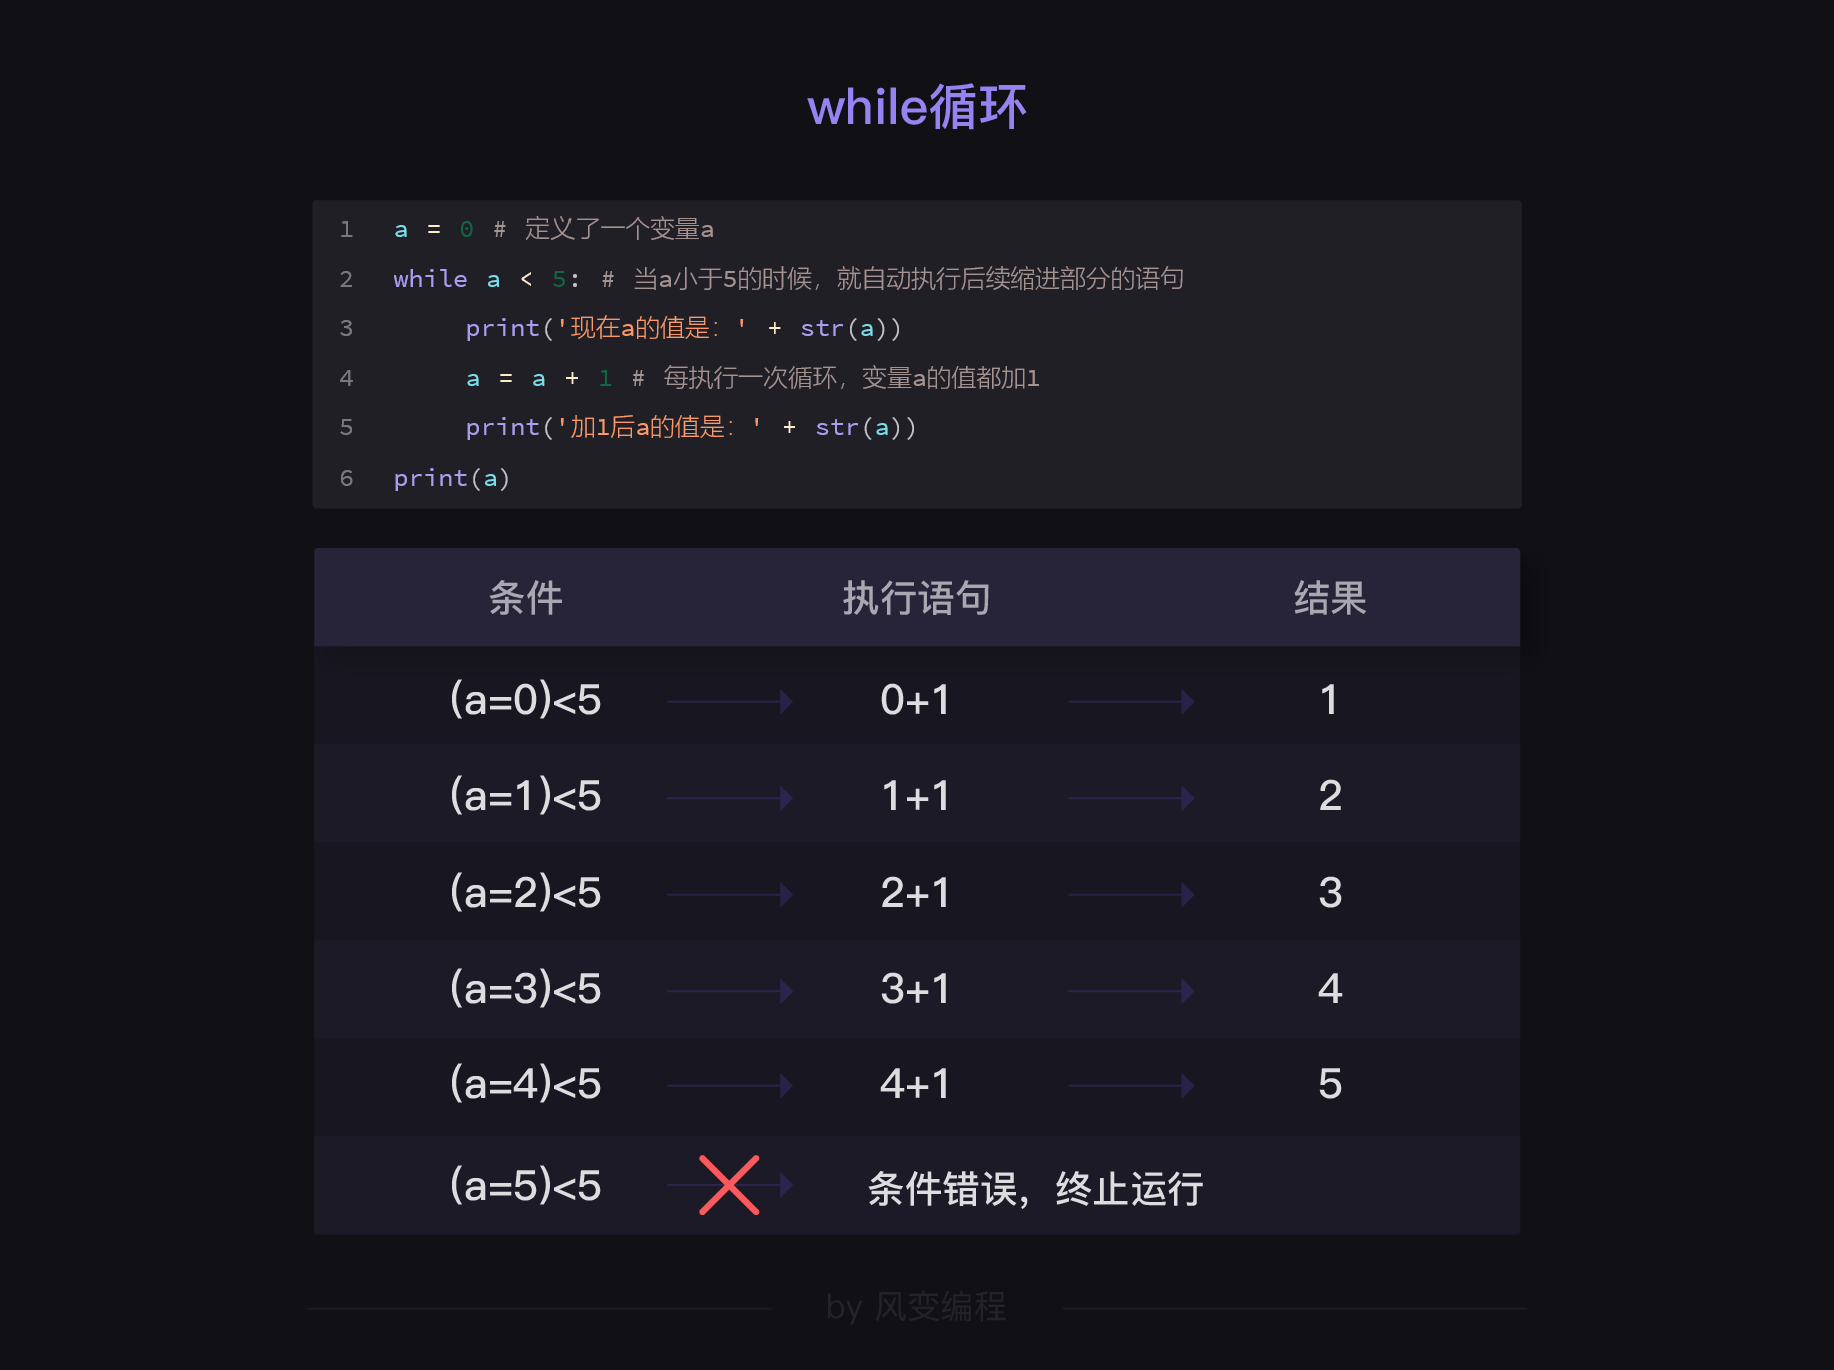 while循环
1 a = 0 # 定义了一个变量a
2 while a < 5: # 当a小于5的时候，就自动执行后续缩进部分的语句
3 print('现在a的值是：' + str(a))
4 a = a + 1 # 每执行一次循环，变量a的值都加1
5 print('加1后a的值是：' + str(a))
6 print(a)
条件 执行语句 结果
(a=0)<5 0+1 1
(a=1)<5 1+1 2
(a=2)<5 2+1 3
(a=3)<5 3+1 4
(a=4)<5 4+1 5
(a=5)<5 条件错误，终止运行
by 风变编程